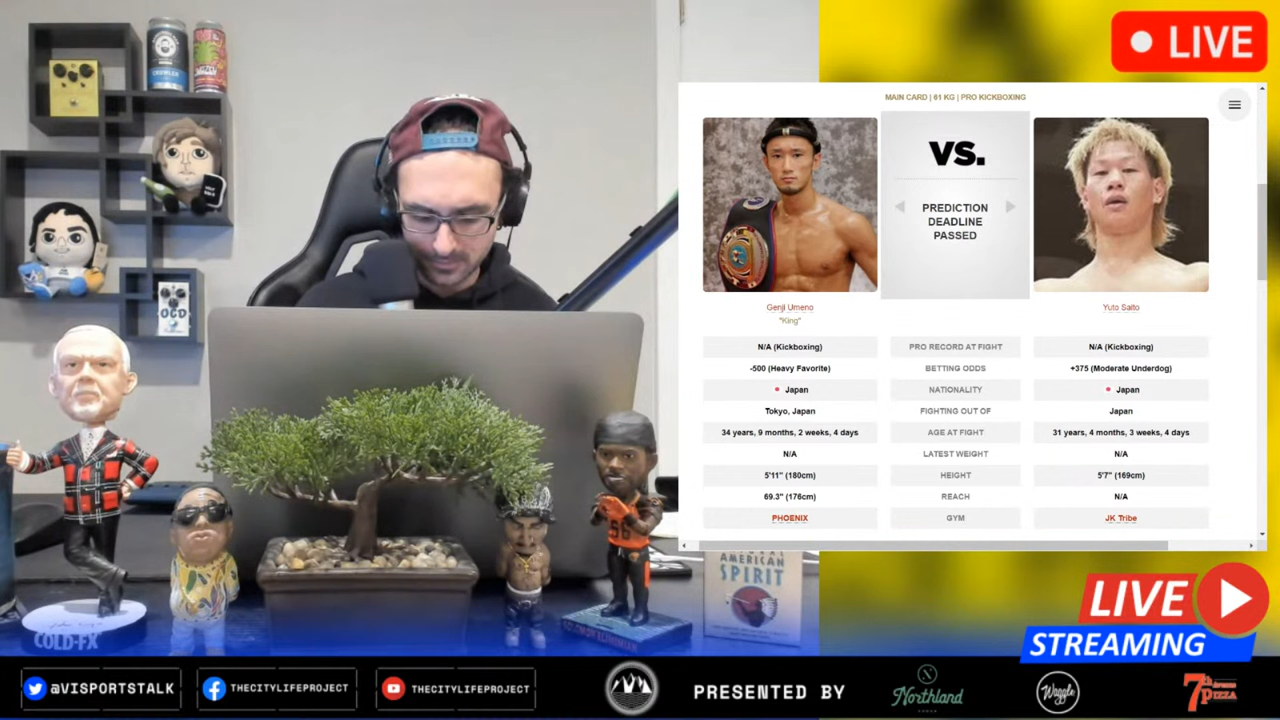 LIVE
MAIN CARD | 61 KG | PRO KICKBOXING
VS.
PREDICTION
DEADLINE
PASSED
Genji Umeno
"King"
Yuto Saito
N/A (Kickboxing) PRO RECORD AT FIGHT N/A (Kickboxing)
-500 (Heavy Favorite) BETTING ODDS +375 (Moderate Underdog)
Japan NATIONALITY Japan
Tokyo, Japan FIGHTING OUT OF Japan
34 years, 9 months, 2 weeks, 4 days AGE AT FIGHT 31 years, 4 months, 3 weeks, 4 days
N/A LATEST WEIGHT N/A
5'11" (180cm) HEIGHT 5'7" (169cm)
69.3" (176cm) REACH N/A
PHOENIX GYM JK Tribe
OCD
AMERICAN
SPIRIT
COLD-FX
LIVE
STREAMING
@VISPORTSTALK
THECITYLIFEPROJECT
THECITYLIFEPROJECT
PRESENTED BY
Northland
Waggle
7th
PIZZA